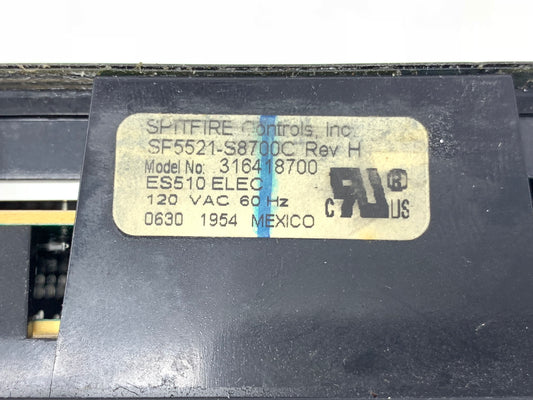 SPITFIRE Controls, Inc.
SF5521-S8700C Rev H
Model No: 316418700
ES510 ELEC
120 VAC 60 Hz
0630 1954 MEXICO
C RU ® US